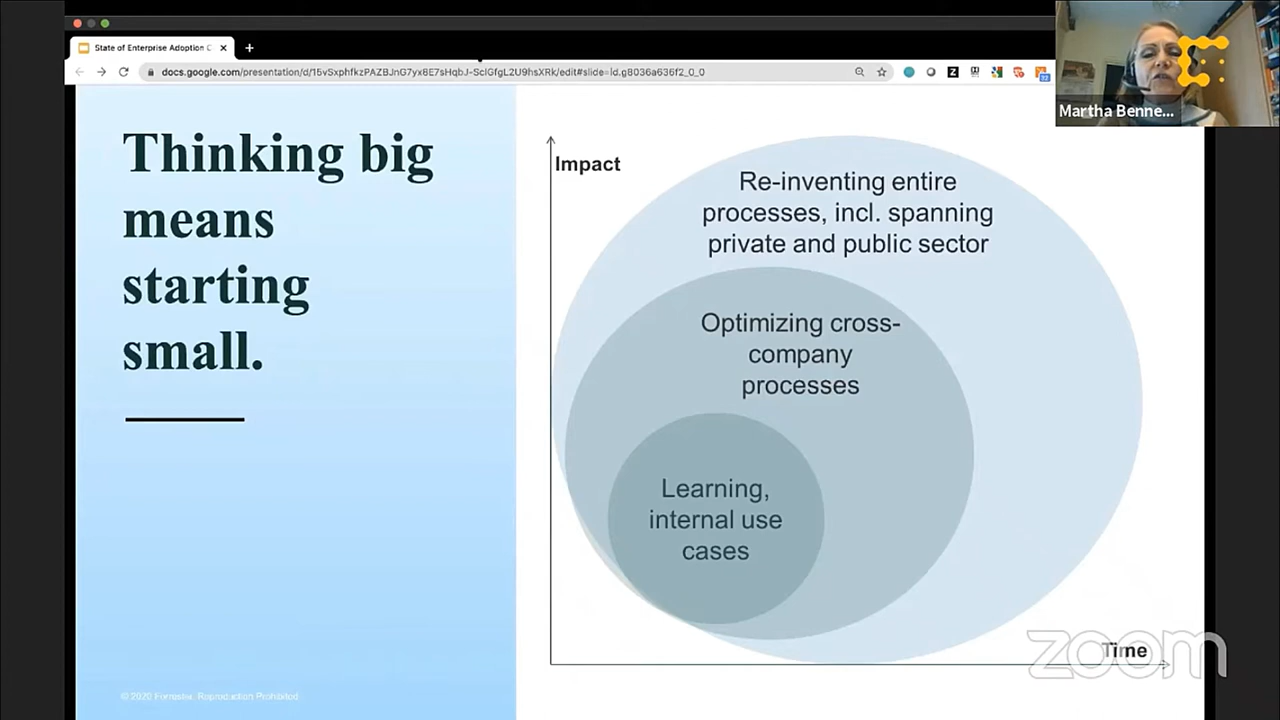 State of Enterprise Adoption
docs.google.com/presentation/d/15vSxphfkzPAZBJnG7yx8E7sHqbJ-ScIGfgL2U9hsXRk/edit#slide=id.g8036a636f2_0_0
Martha Benne...
Thinking big
means
starting
small.
Impact
Re-inventing entire
processes, incl. spanning
private and public sector
Optimizing cross-
company
processes
Learning,
internal use
cases
Time
zoom
© 2020 Forrester. Reproduction Prohibited